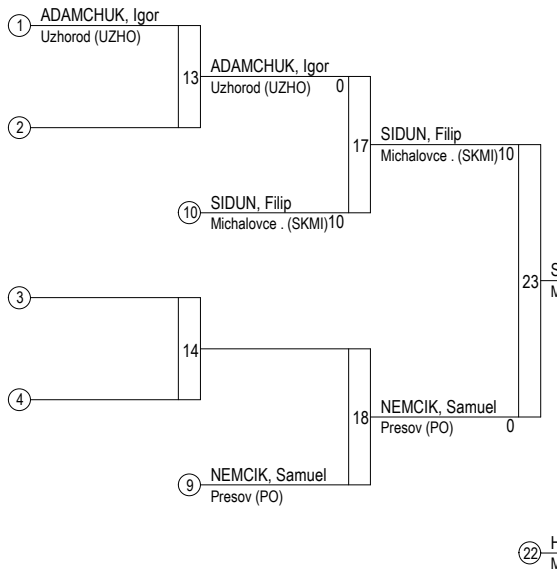 1 ADAMCHUK, Igor
Uzhorod (UZHO)
13 ADAMCHUK, Igor
Uzhorod (UZHO) 0
2
17 SIDUN, Filip
Michalovce . (SKMI)10
10 SIDUN, Filip
Michalovce . (SKMI)10
23 S
M
3
14
4
18 NEMCIK, Samuel
Presov (PO) 0
9 NEMCIK, Samuel
Presov (PO)
22 H
M